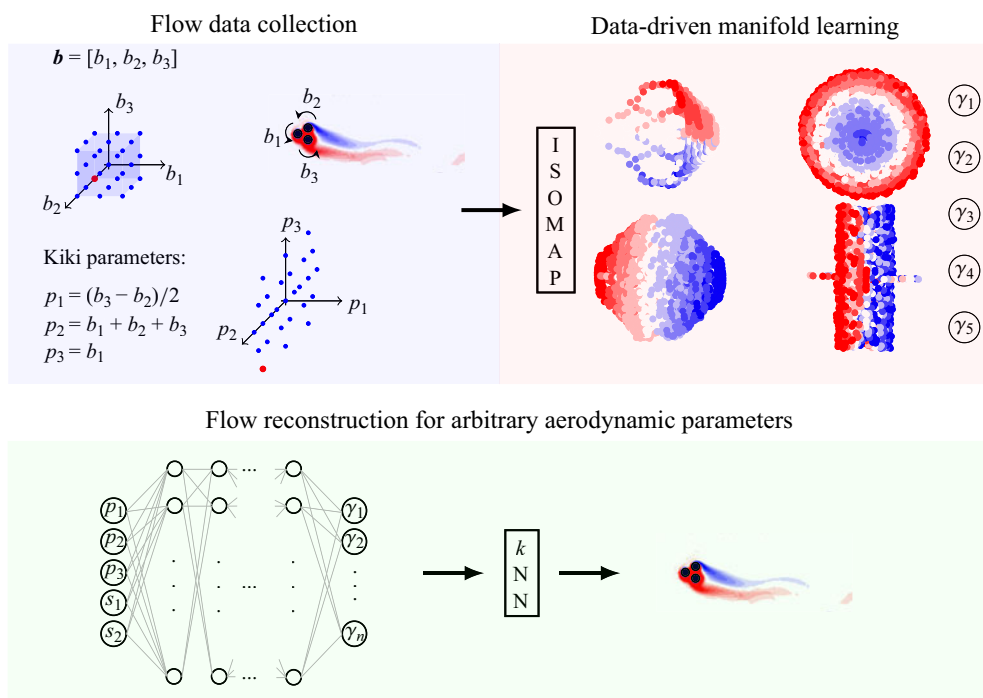 Flow data collection
b = [b₁, b₂, b₃]
b₃
b₁
b₂
b₂
b₁
b₃
Kiki parameters:
p₁ = (b₃ − b₂)/2
p₂ = b₁ + b₂ + b₃
p₃ = b₁
p₃
p₁
p₂
Data-driven manifold learning
I
S
O
M
A
P
γ₁
γ₂
γ₃
γ₄
γ₅
Flow reconstruction for arbitrary aerodynamic parameters
p₁
p₂
p₃
s₁
s₂
...
...
...
γ₁
γ₂
γₙ
k
N
N